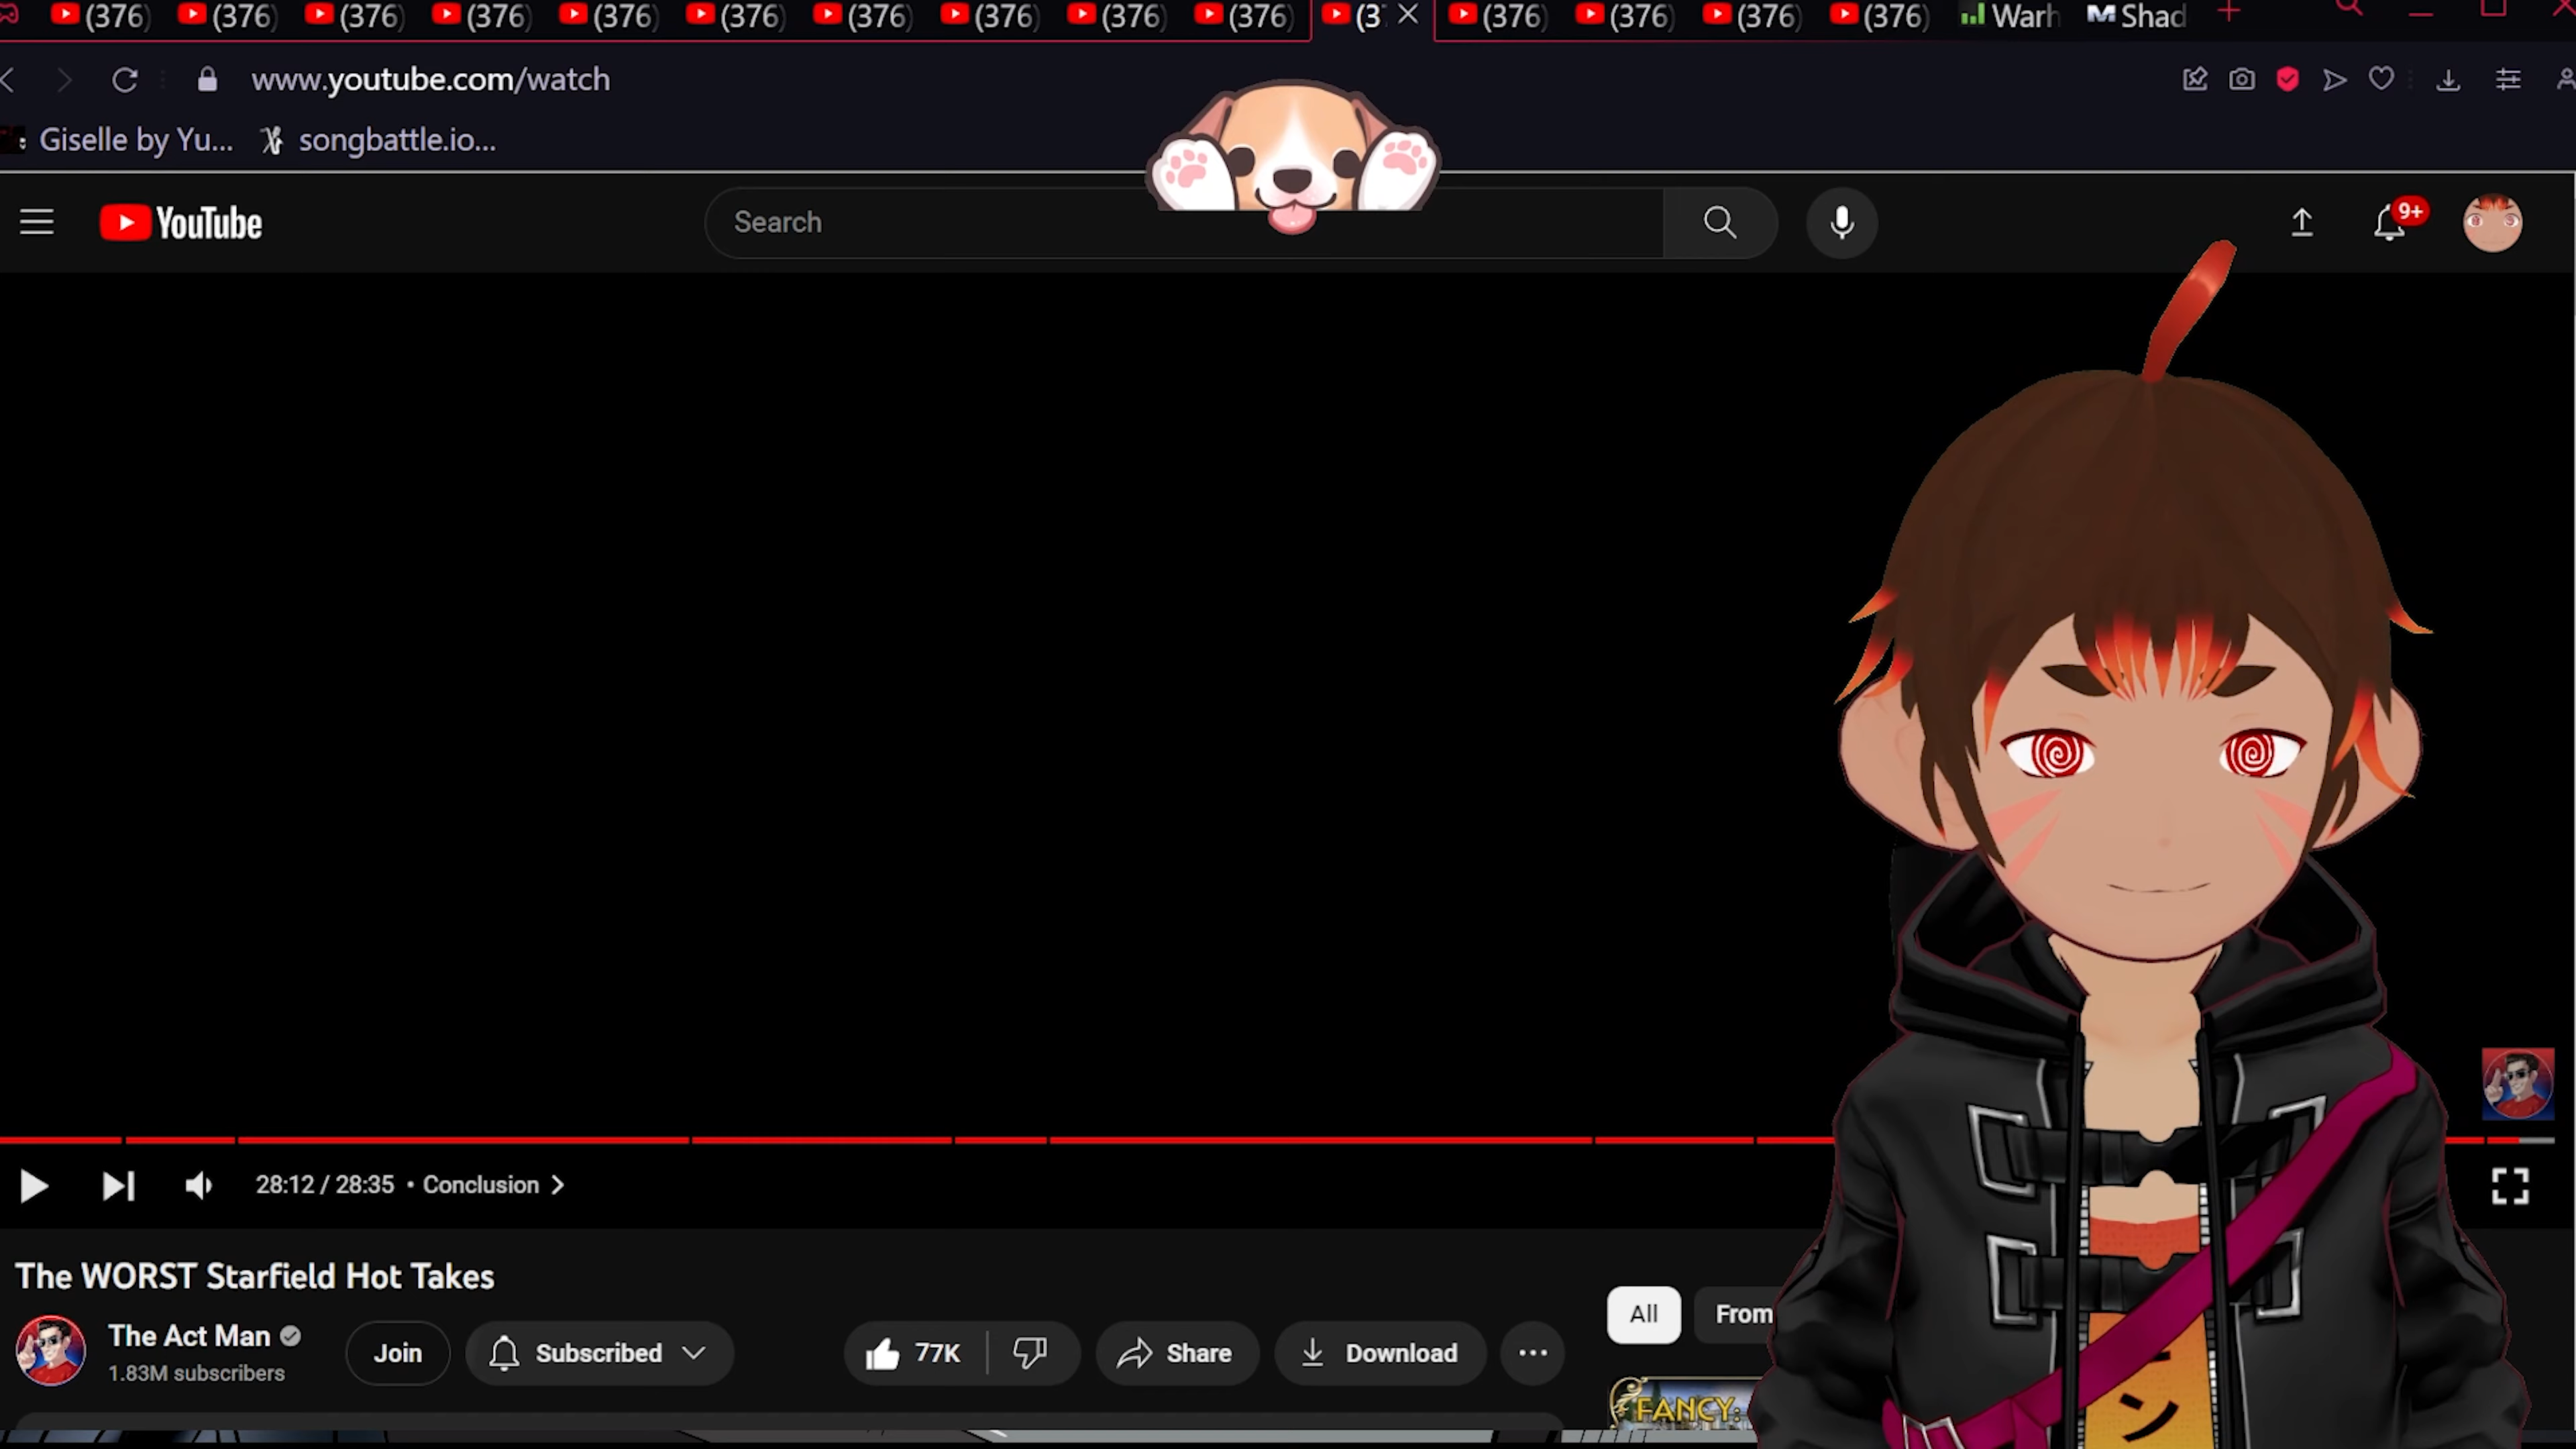 (376) (376) (376) (376) (376) (376) (376) (376) (376) (376) (3 (376) (376) (376) (376) Warh Shad
www.youtube.com/watch
Giselle by Yu... songbattle.io...
YouTube Search 9+
28:12 / 28:35 • Conclusion
The WORST Starfield Hot Takes
The Act Man
1.83M subscribers
Join Subscribed 77K Share Download
All From
FANCY:
ン